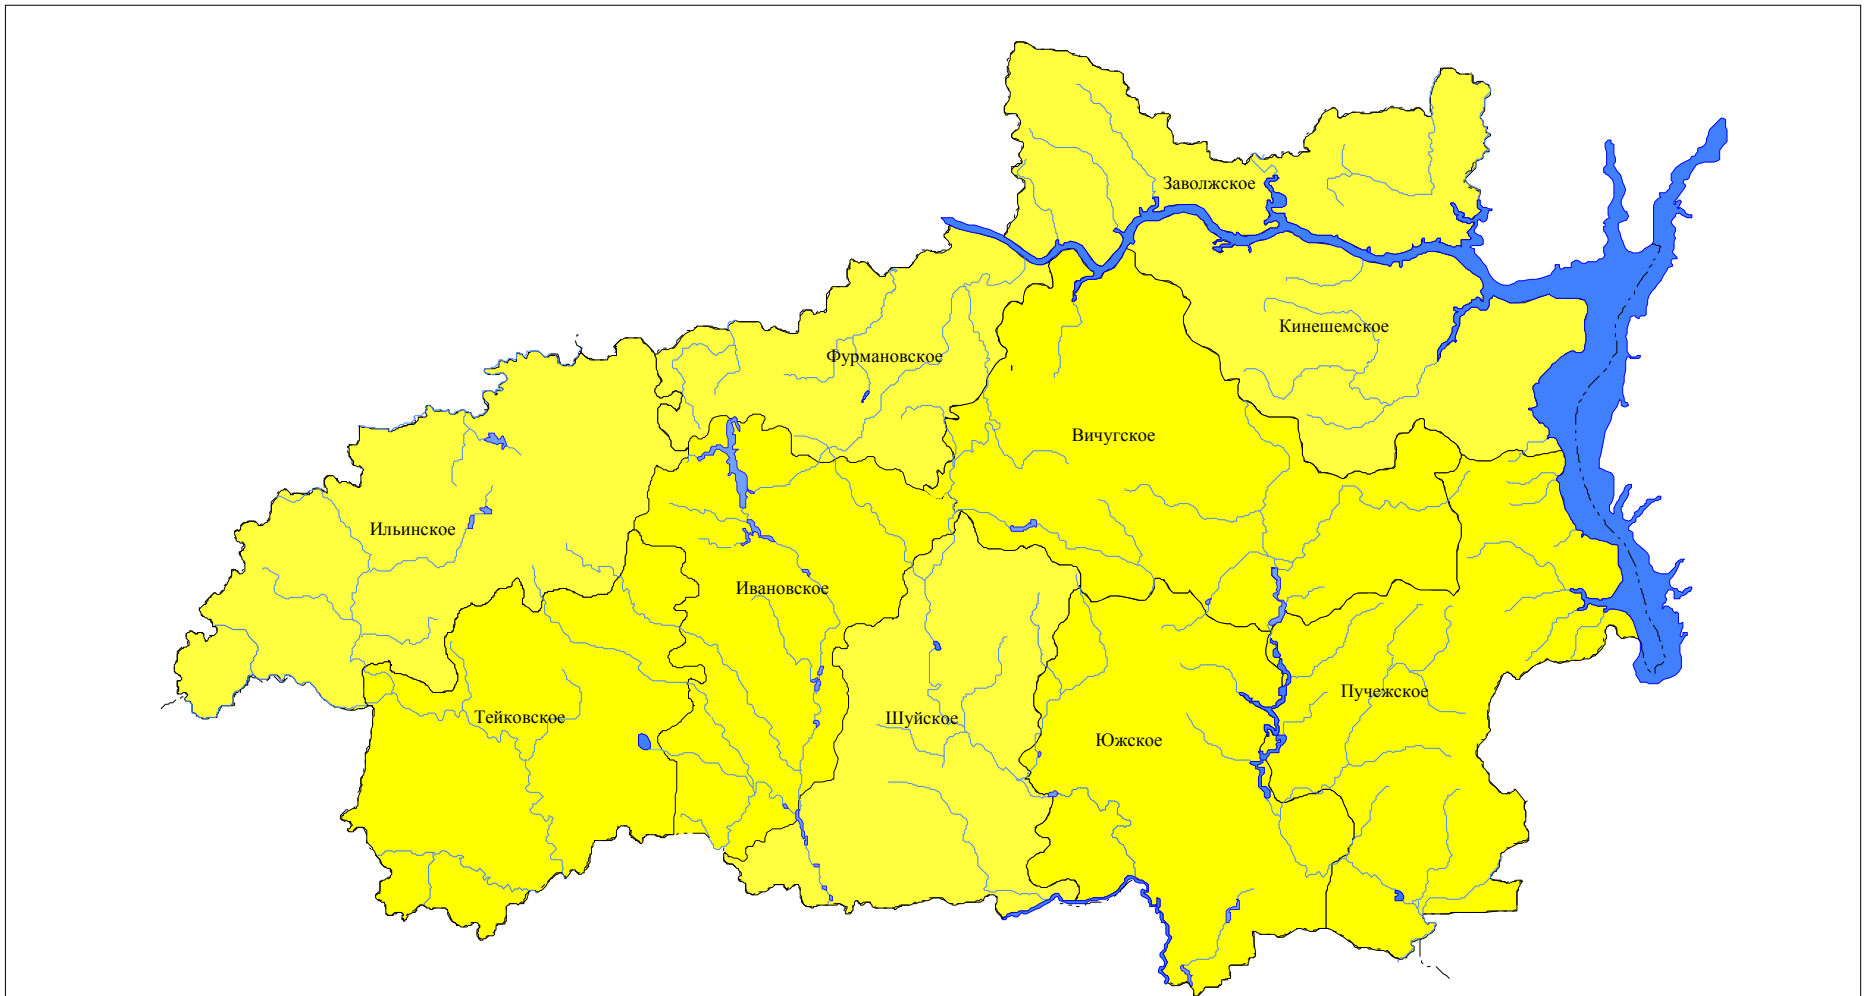 Заволжское
Кинешемское
Фурмановское
Вичугское
Ильинское
Ивановское
Пучежское
Тейковское
Шуйское
Южское